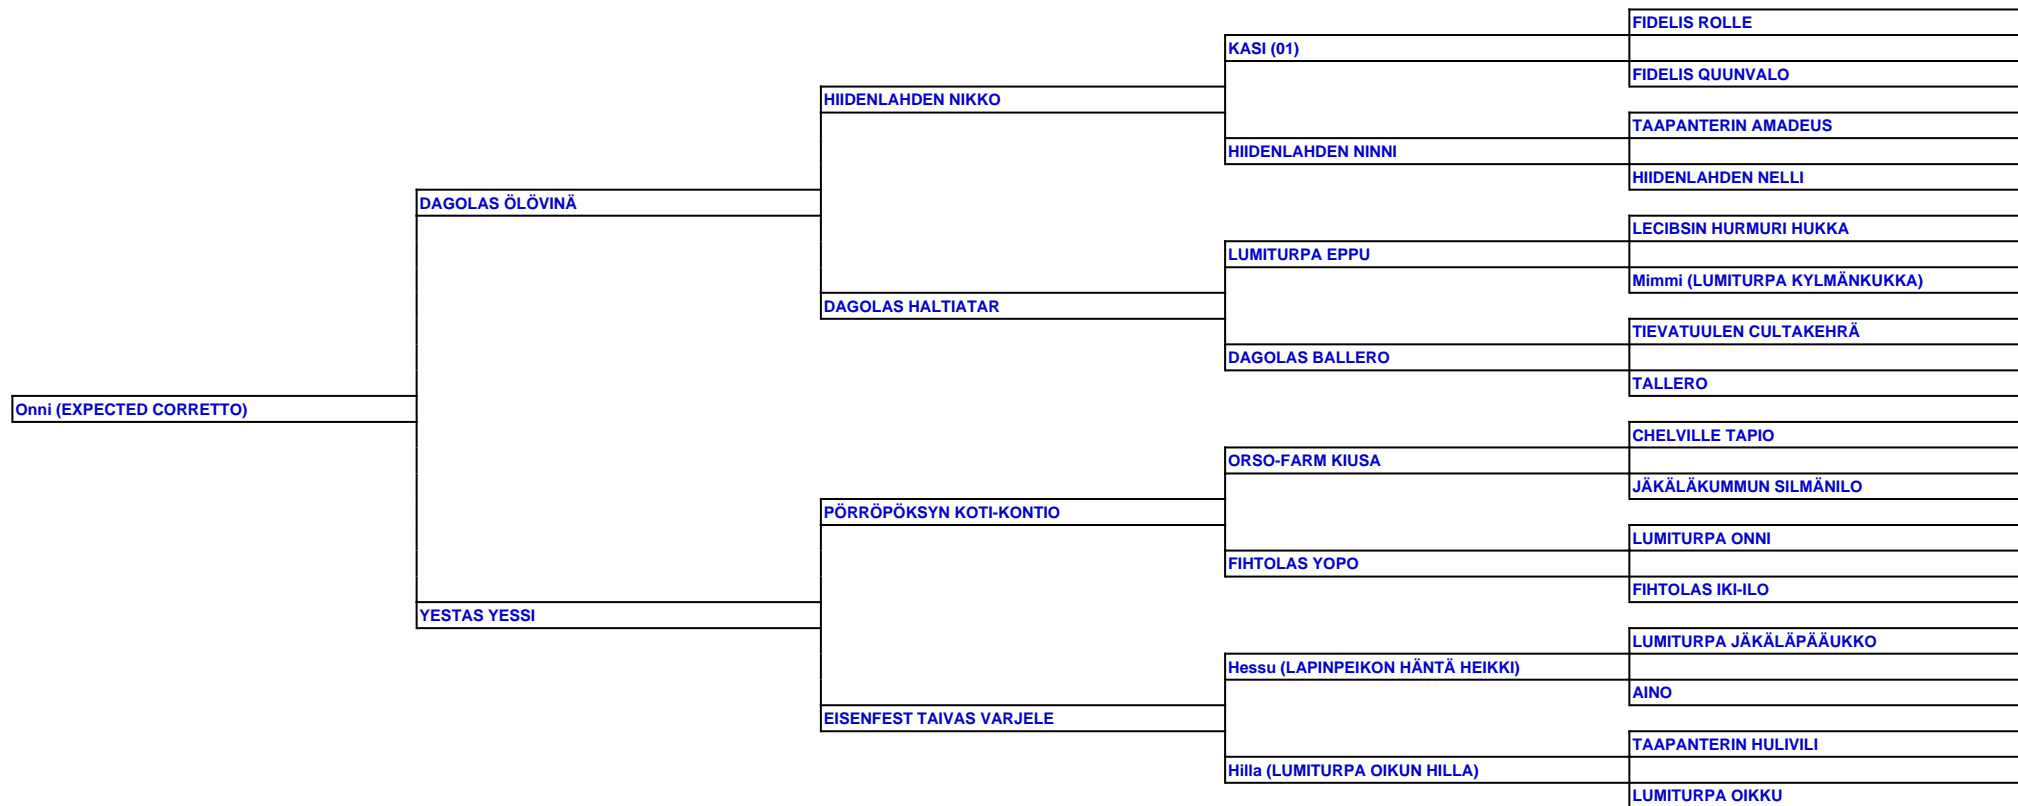 FIDELIS ROLLE
KASI (01)
FIDELIS QUUNVALO
HIIDENLAHDEN NIKKO
TAAPANTERIN AMADEUS
HIIDENLAHDEN NINNI
HIIDENLAHDEN NELLI
DAGOLAS ÖLÖVINÄ
LECIBSIN HURMURI HUKKA
LUMITURPA EPPU
Mimmi (LUMITURPA KYLMÄNKUKKA)
DAGOLAS HALTIATAR
TIEVATUULEN CULTAKEHRÄ
DAGOLAS BALLERO
TALLERO
Onni (EXPECTED CORRETTO)
CHELVILLE TAPIO
ORSO-FARM KIUSA
JÄKÄLÄKUMMUN SILMÄNILO
PÖRRÖPÖKSYN KOTI-KONTIO
LUMITURPA ONNI
FIHTOLAS YOPO
FIHTOLAS IKI-ILO
YESTAS YESSI
LUMITURPA JÄKÄLÄPÄÄUKKO
Hessu (LAPINPEIKON HÄNTÄ HEIKKI)
AINO
EISENFEST TAIVAS VARJELE
TAAPANTERIN HULIVILI
Hilla (LUMITURPA OIKUN HILLA)
LUMITURPA OIKKU